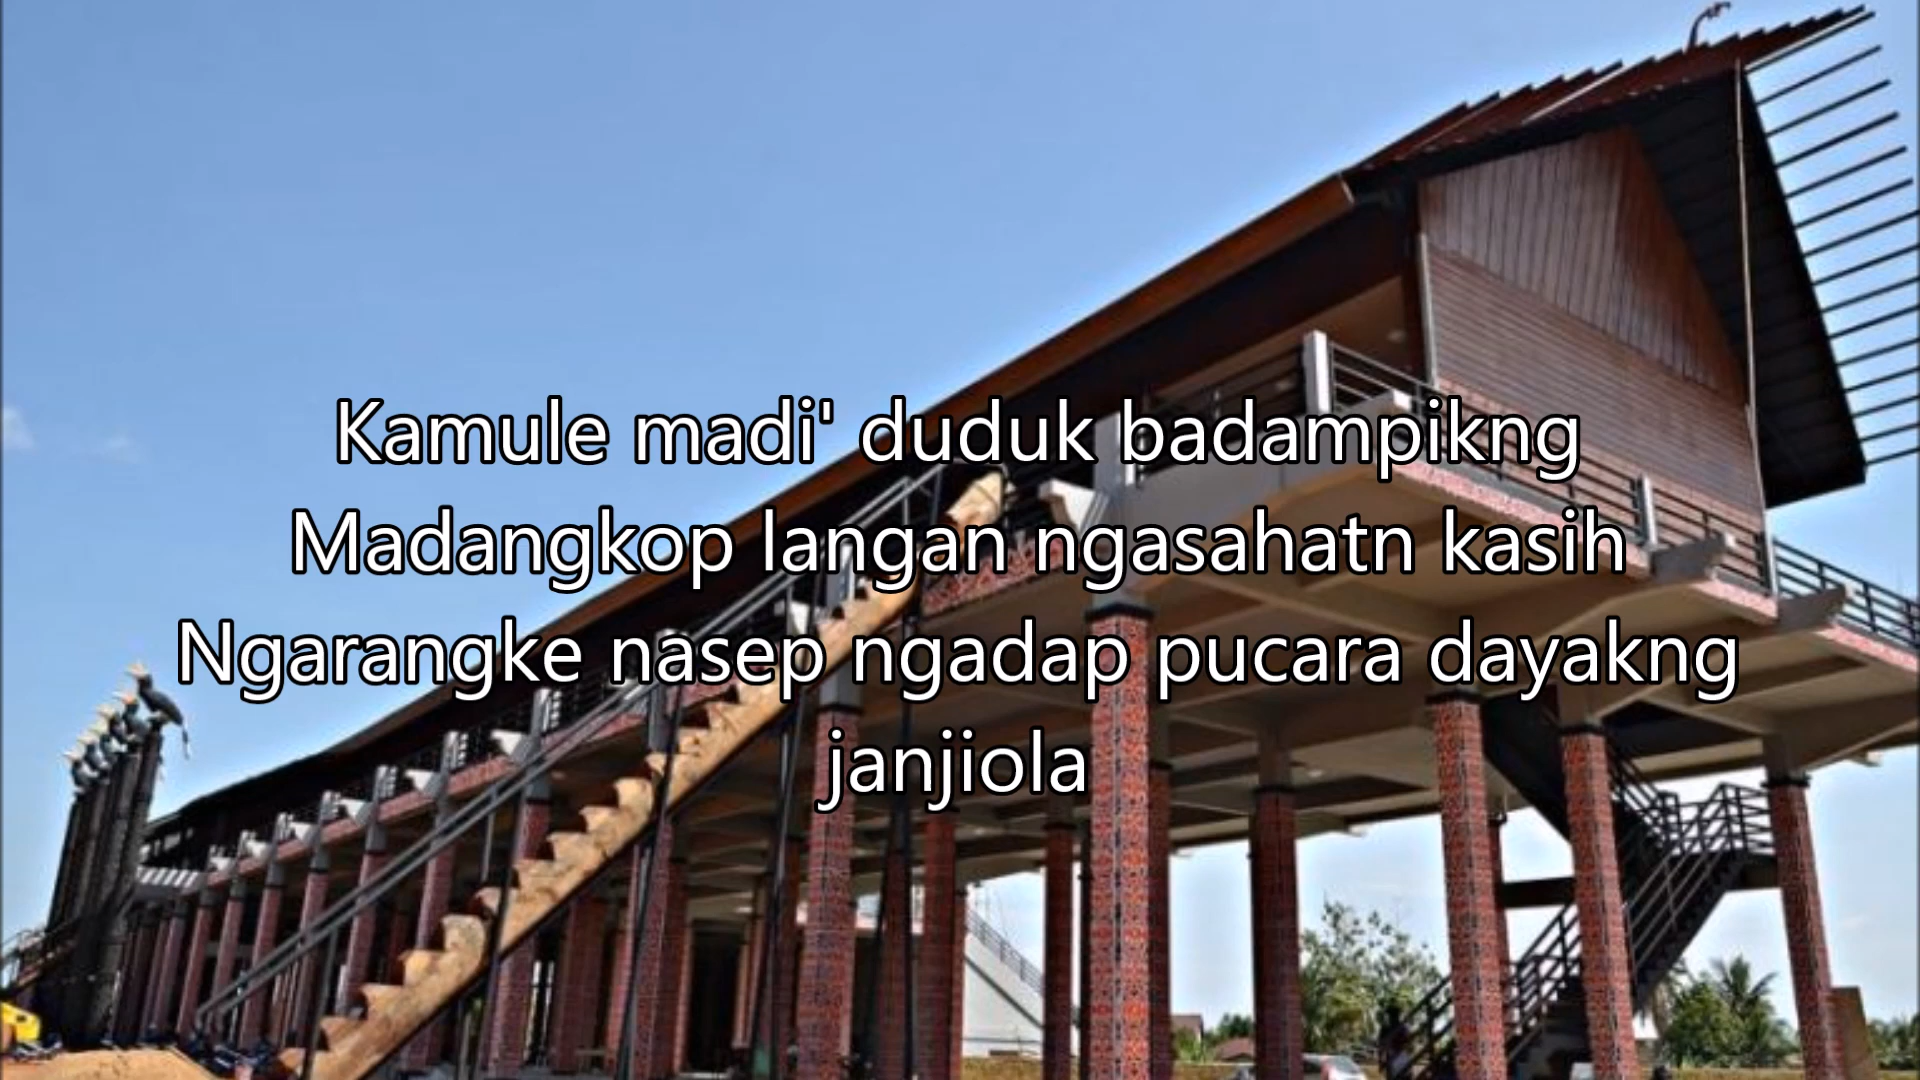 Kamule madi' duduk badampikng
Madangkop langan ngasahatn kasih
Ngarangke nasep ngadap pucara dayakng
janjiola